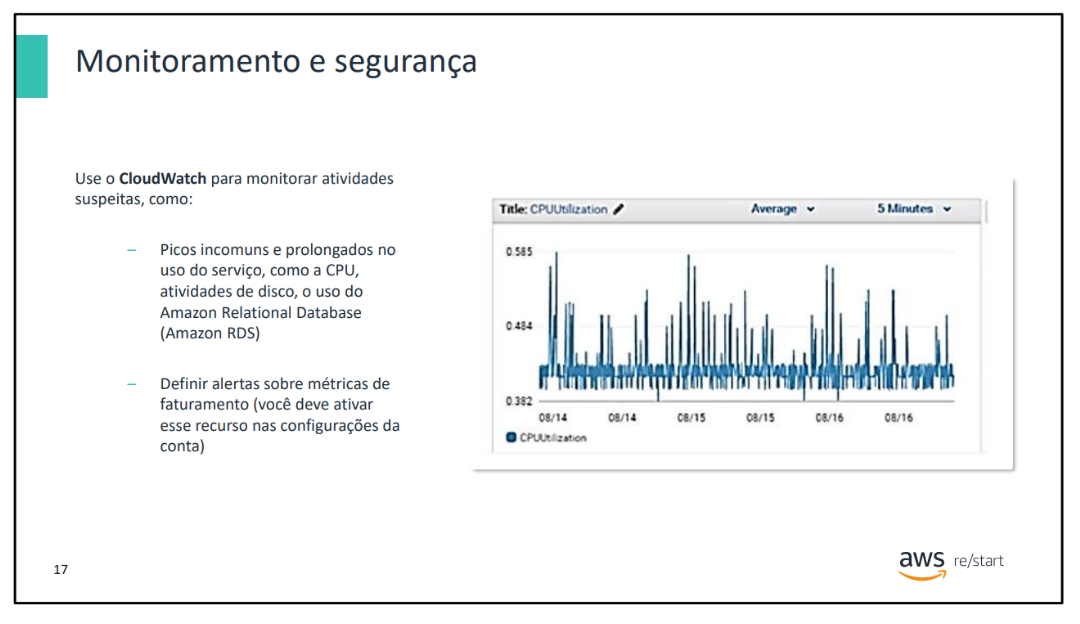 Monitoramento e segurança
Use o CloudWatch para monitorar atividades
suspeitas, como:
– Picos incomuns e prolongados no
uso do serviço, como a CPU,
atividades de disco, o uso do
Amazon Relational Database
(Amazon RDS)
– Definir alertas sobre métricas de
faturamento (você deve ativar
esse recurso nas configurações da
conta)
Title: CPUUtilization Average 5 Minutes
0.585
0.484
0.382
08/14 08/14 08/15 08/15 08/16 08/16
CPUUtilization
17
aws re/start